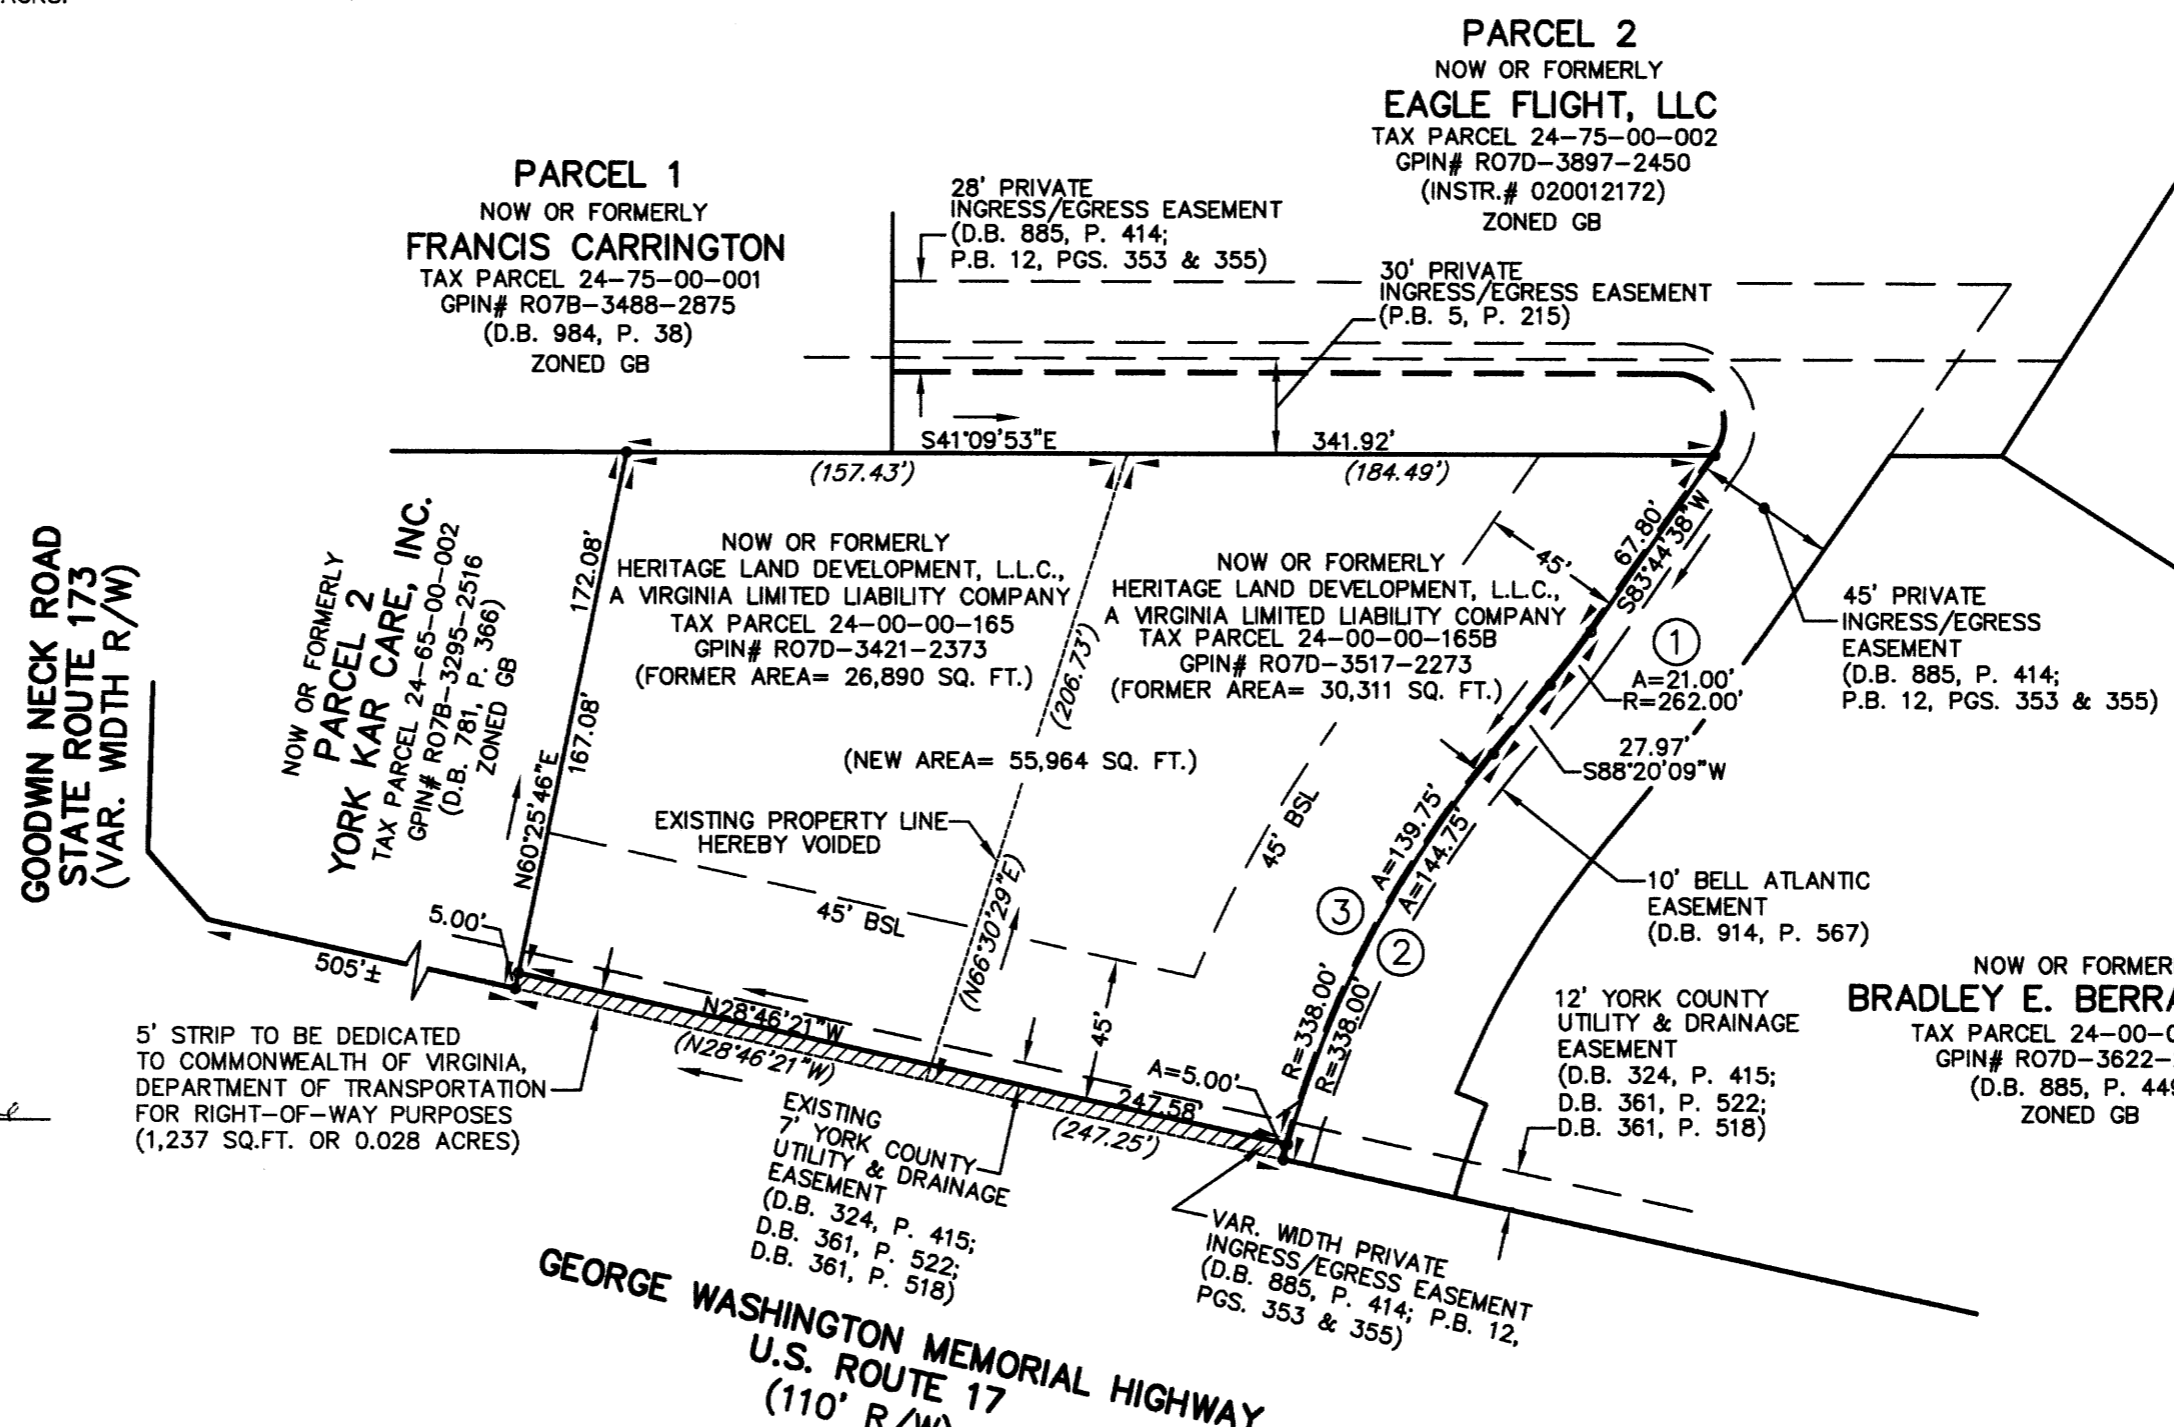 PARCEL 2
NOW OR FORMERLY
EAGLE FLIGHT, LLC
TAX PARCEL 24-75-00-002
GPIN# RO7D-3897-2450
(INSTR.# 020012172)
ZONED GB
PARCEL 1
NOW OR FORMERLY
FRANCIS CARRINGTON
TAX PARCEL 24-75-00-001
GPIN# RO7B-3488-2875
(D.B. 984, P. 38)
ZONED GB
28' PRIVATE
INGRESS/EGRESS EASEMENT
(D.B. 885, P. 414;
P.B. 12, PGS. 353 & 355)
30' PRIVATE
INGRESS/EGRESS EASEMENT
(P.B. 5, P. 215)
S41°09'53"E
341.92'
(157.43')
(184.49')
GOODWIN NECK ROAD
STATE ROUTE 173
(VAR. WIDTH R/W)
NOW OR FORMERLY
PARCEL 2
YORK KAR CARE, INC.
TAX PARCEL 24-65-00-002
GPIN# RO7B-3295-2516
(D.B. 781, P. 366)
ZONED GB
172.08'
167.08'
N60°25'46"E
NOW OR FORMERLY
HERITAGE LAND DEVELOPMENT, L.L.C.,
A VIRGINIA LIMITED LIABILITY COMPANY
TAX PARCEL 24-00-00-165
GPIN# RO7D-3421-2373
(FORMER AREA= 26,890 SQ. FT.)
(206.73')
(N66°30'29"E)
NOW OR FORMERLY
HERITAGE LAND DEVELOPMENT, L.L.C.,
A VIRGINIA LIMITED LIABILITY COMPANY
TAX PARCEL 24-00-00-165B
GPIN# RO7D-3517-2273
(FORMER AREA= 30,311 SQ. FT.)
(NEW AREA= 55,964 SQ. FT.)
EXISTING PROPERTY LINE
HEREBY VOIDED
45'
67.80'
S83°44'38"W
1
A=21.00'
R=262.00'
27.97'
S88°20'09"W
45' PRIVATE
INGRESS/EGRESS
EASEMENT
(D.B. 885, P. 414;
P.B. 12, PGS. 353 & 355)
45' BSL
45' BSL
A=139.75'
A=144.75'
3
2
R=338.00'
R=338.00'
10' BELL ATLANTIC
EASEMENT
(D.B. 914, P. 567)
5.00'
505'±
N28°46'21"W
(N28°46'21"W)
45'
A=5.00'
247.58'
(247.25')
5' STRIP TO BE DEDICATED
TO COMMONWEALTH OF VIRGINIA,
DEPARTMENT OF TRANSPORTATION
FOR RIGHT-OF-WAY PURPOSES
(1,237 SQ.FT. OR 0.028 ACRES)
EXISTING
7' YORK COUNTY
UTILITY & DRAINAGE
EASEMENT
(D.B. 324, P. 415;
D.B. 361, P. 522;
D.B. 361, P. 518)
12' YORK COUNTY
UTILITY & DRAINAGE
EASEMENT
(D.B. 324, P. 415;
D.B. 361, P. 522;
D.B. 361, P. 518)
NOW OR FORMER
BRADLEY E. BERRA
TAX PARCEL 24-00-0
GPIN# RO7D-3622-
(D.B. 885, P. 449
ZONED GB
VAR. WIDTH PRIVATE
INGRESS/EGRESS EASEMENT
(D.B. 885, P. 414; P.B. 12,
PGS. 353 & 355)
GEORGE WASHINGTON MEMORIAL HIGHWAY
U.S. ROUTE 17
(110' R/W)